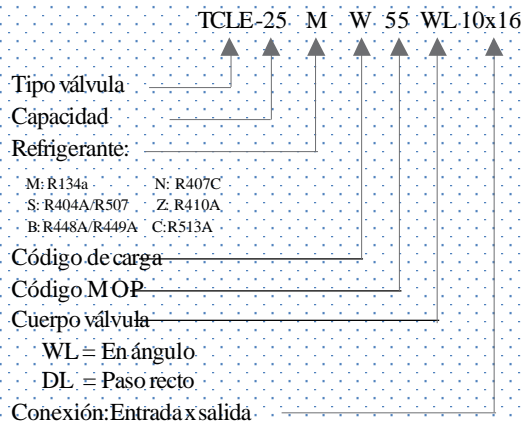 TCLE-25 M W 55 WL 10x16
Tipo válvula
Capacidad
Refrigerante:
M: R134a N: R407C
S: R404A/R507 Z: R410A
B: R448A/R449A C:R513A
Código de carga
Código MOP
Cuerpo válvula
WL = En ángulo
DL = Paso recto
Conexión: Entrada x salida